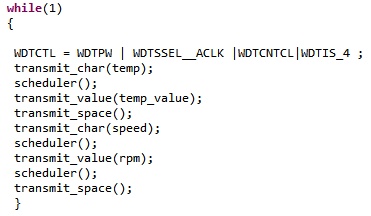 while(1)
{
WDTCTL = WDTPW | WDTSSEL__ACLK |WDTCNTCL|WDTIS_4 ;
transmit_char(temp);
scheduler();
transmit_value(temp_value);
transmit_space();
transmit_char(speed);
scheduler();
transmit_value(rpm);
scheduler();
transmit_space();
}